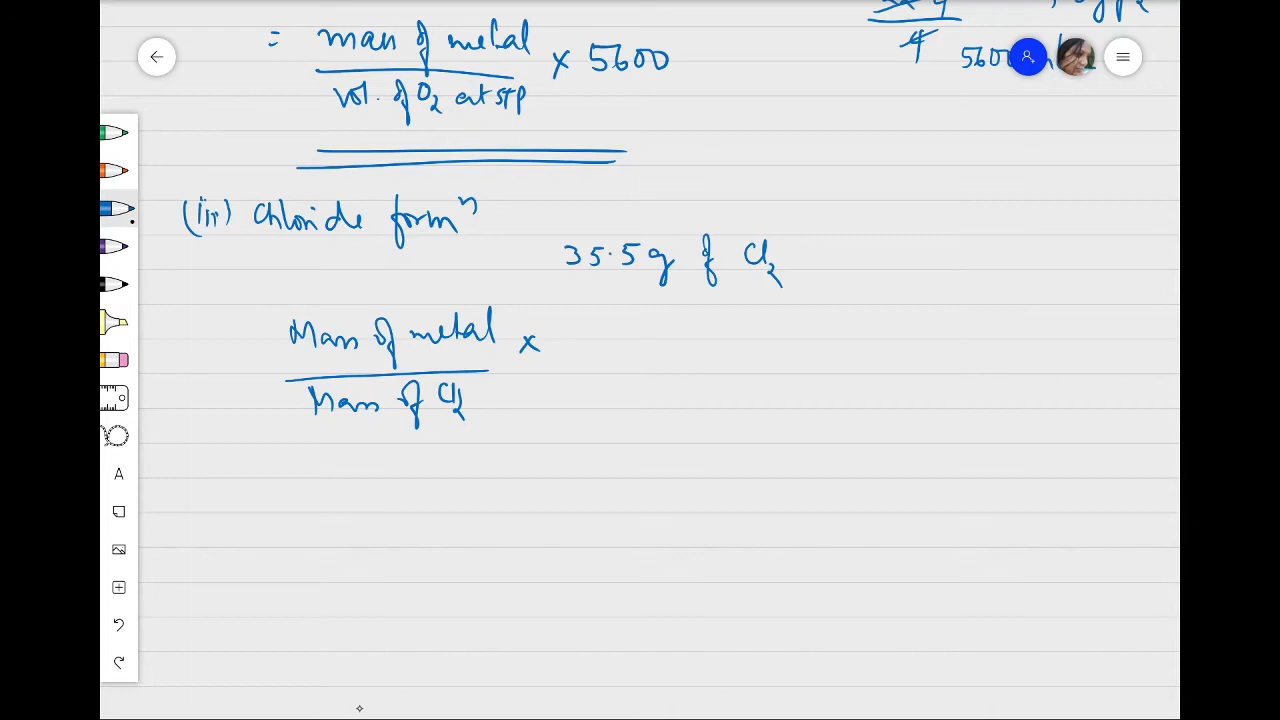 = mass of metal × 5600
vol. of O2 at stp
4
5600
(iii) Chloride formⁿ
35.5g of Cl2
Mass of metal ×
Mass of Cl2
A